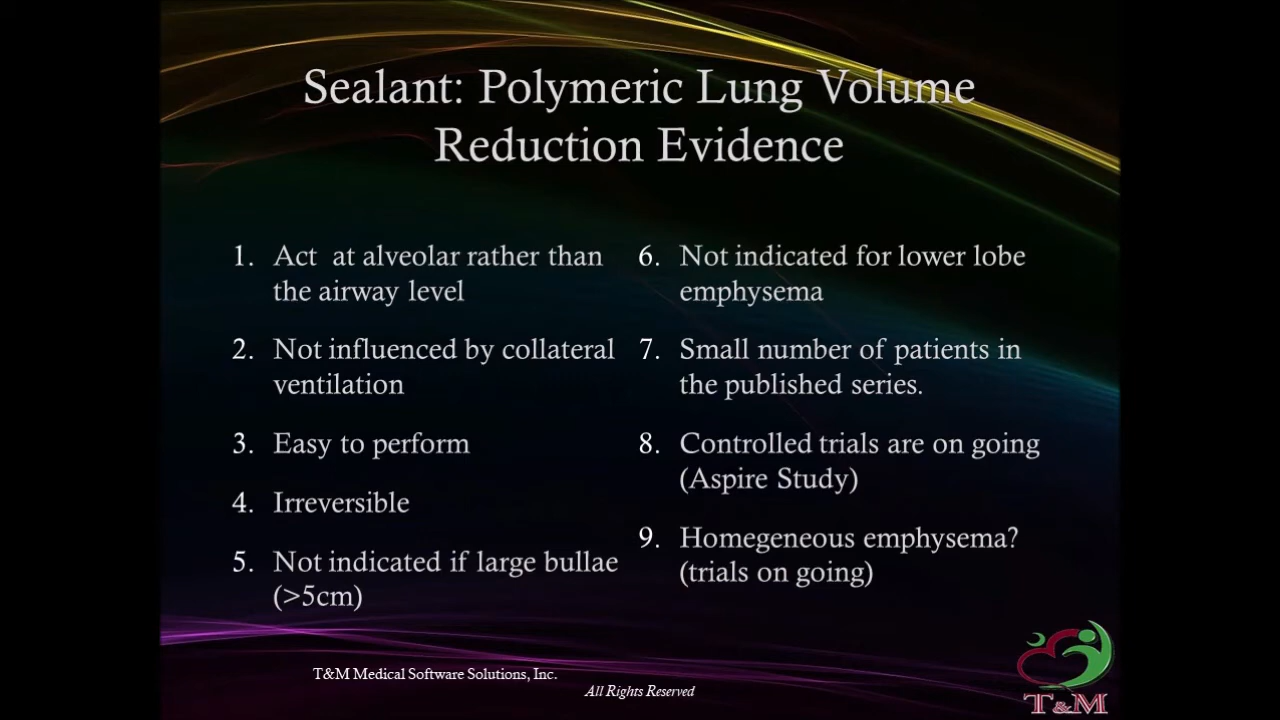 Sealant: Polymeric Lung Volume
Reduction Evidence
1. Act at alveolar rather than
the airway level
2. Not influenced by collateral
ventilation
3. Easy to perform
4. Irreversible
5. Not indicated if large bullae
(>5cm)
6. Not indicated for lower lobe
emphysema
7. Small number of patients in
the published series.
8. Controlled trials are on going
(Aspire Study)
9. Homegeneous emphysema?
(trials on going)
T&M Medical Software Solutions, Inc.
All Rights Reserved
T&M